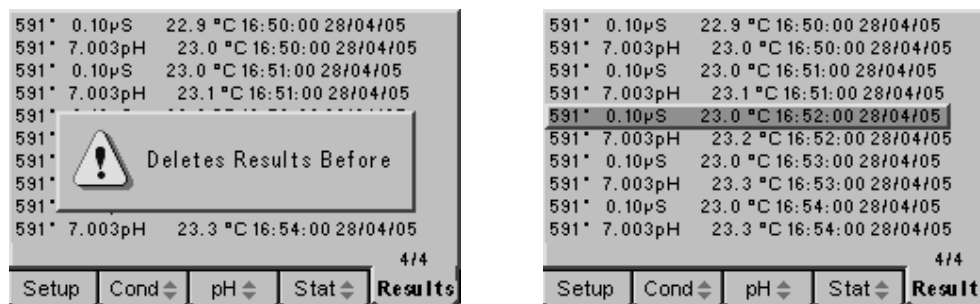 591* 0.10µS 22.9 °C 16:50:00 28/04/05
591* 7.003pH 23.0 °C 16:50:00 28/04/05
591* 0.10µS 23.0 °C 16:51:00 28/04/05
591* 7.003pH 23.1 °C 16:51:00 28/04/05
591*
591*
591*
591*
591*
Deletes Results Before
591* 7.003pH 23.3 °C 16:54:00 28/04/05
4/4
Setup Cond pH Stat Results
591* 0.10µS 22.9 °C 16:50:00 28/04/05
591* 7.003pH 23.0 °C 16:50:00 28/04/05
591* 0.10µS 23.0 °C 16:51:00 28/04/05
591* 7.003pH 23.1 °C 16:51:00 28/04/05
591* 0.10µS 23.0 °C 16:52:00 28/04/05
591* 7.003pH 23.2 °C 16:52:00 28/04/05
591* 0.10µS 23.0 °C 16:53:00 28/04/05
591* 7.003pH 23.3 °C 16:53:00 28/04/05
591* 0.10µS 23.0 °C 16:54:00 28/04/05
591* 7.003pH 23.3 °C 16:54:00 28/04/05
4/4
Setup Cond pH Stat Result